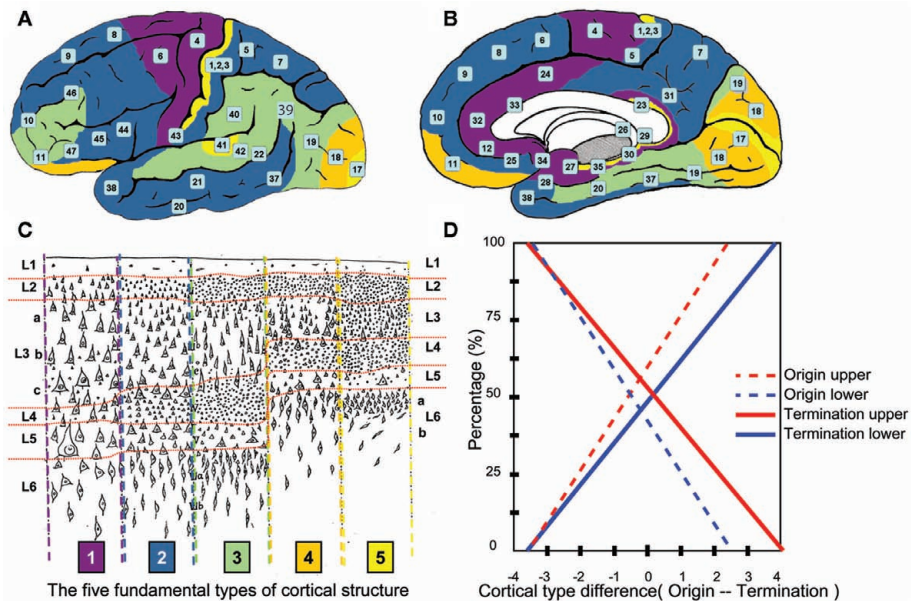 A
8
4
9
6
5
1,2,3
7
46
40
39
10
45
44
43
41
42
22
19
18
17
11
47
21
37
38
20
B
4
1,2,3
6
5
8
7
9
24
31
19
18
10
33
23
32
26
29
17
12
30
18
11
25
34
27
35
28
37
19
20
38
C
L1
L2
a
L3 b
c
L4
L5
L6
a
b
L1
L2
L3
L4
L5
a
L6
b
1
2
3
4
5
The five fundamental types of cortical structure
D
100
75
50
25
0
Percentage (%)
-4
-3
-2
-1
0
1
2
3
4
Cortical type difference( Origin -- Termination )
Origin upper
Origin lower
Termination upper
Termination lower